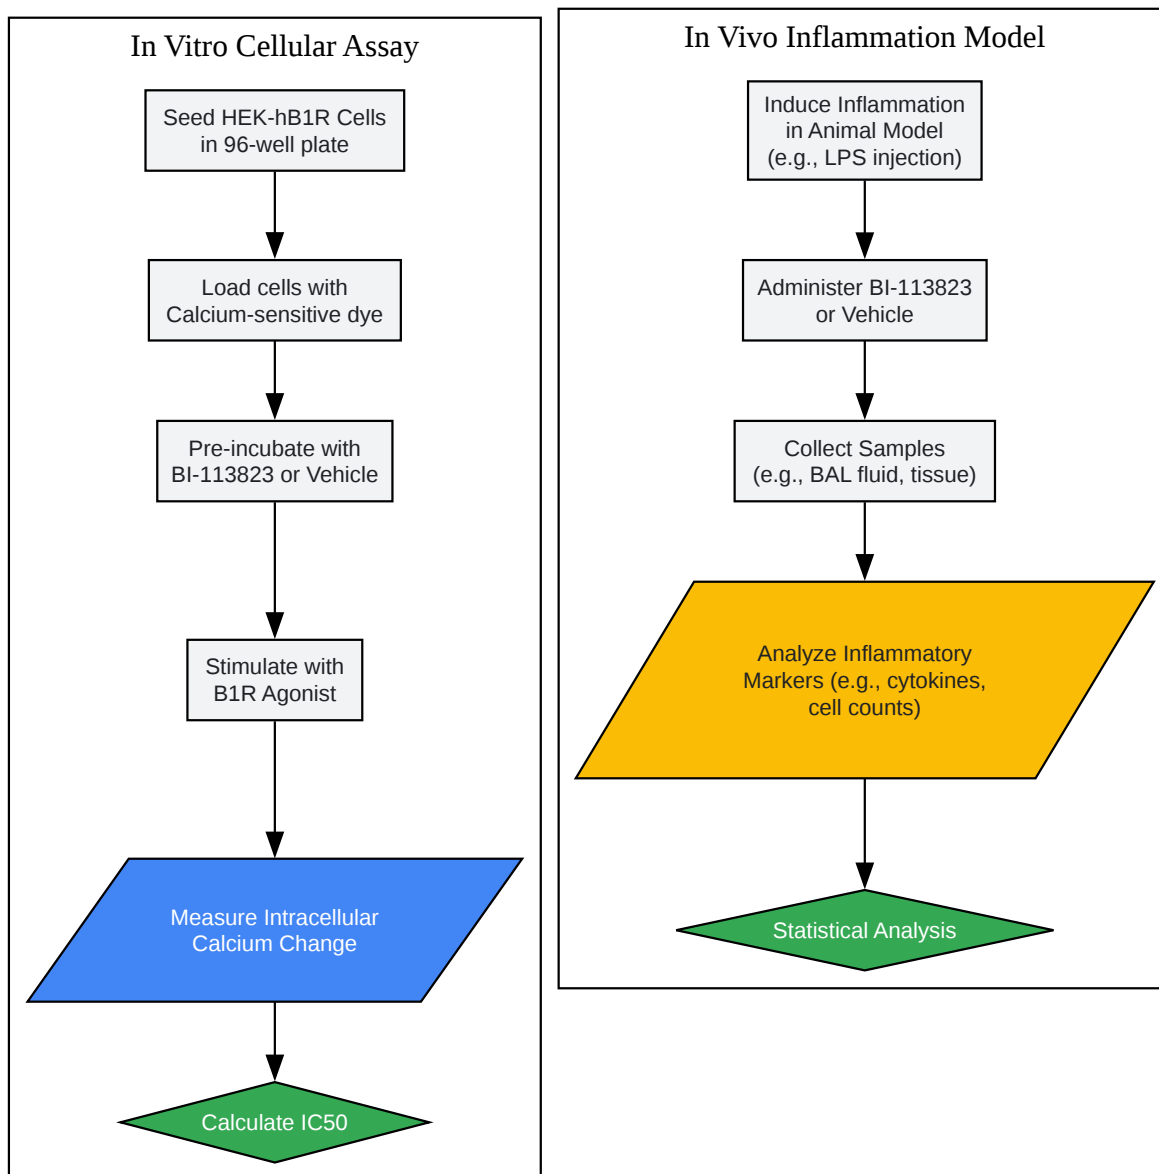 In Vitro Cellular Assay
Seed HEK-hB1R Cells
in 96-well plate
Load cells with
Calcium-sensitive dye
Pre-incubate with
BI-113823 or Vehicle
Stimulate with
B1R Agonist
Measure Intracellular
Calcium Change
Calculate IC50
In Vivo Inflammation Model
Induce Inflammation
in Animal Model
(e.g., LPS injection)
Administer BI-113823
or Vehicle
Collect Samples
(e.g., BAL fluid, tissue)
Analyze Inflammatory
Markers (e.g., cytokines,
cell counts)
Statistical Analysis